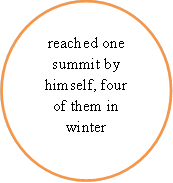 reached one
summit by
himself, four
of them in
winter